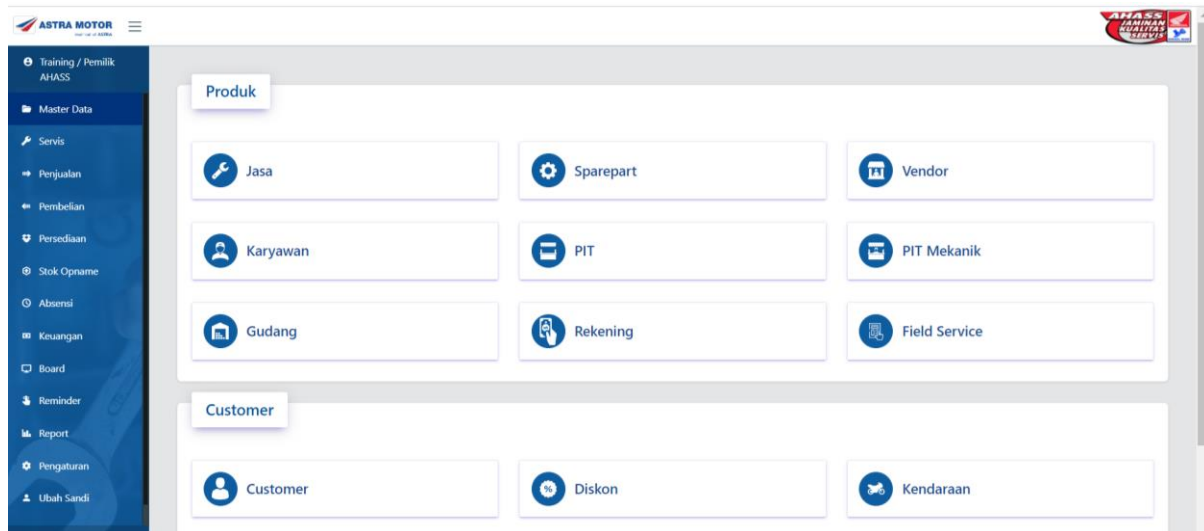 ASTRA MOTOR
AHASS
JAMINAN
KUALITAS
SERVIS
Training / Pemilik
AHASS
Master Data
Servis
Penjualan
Pembelian
Persediaan
Stok Opname
Absensi
Keuangan
Board
Reminder
Report
Pengaturan
Ubah Sandi
Produk
Jasa
Sparepart
Vendor
Karyawan
PIT
PIT Mekanik
Gudang
Rekening
Field Service
Customer
Customer
Diskon
Kendaraan